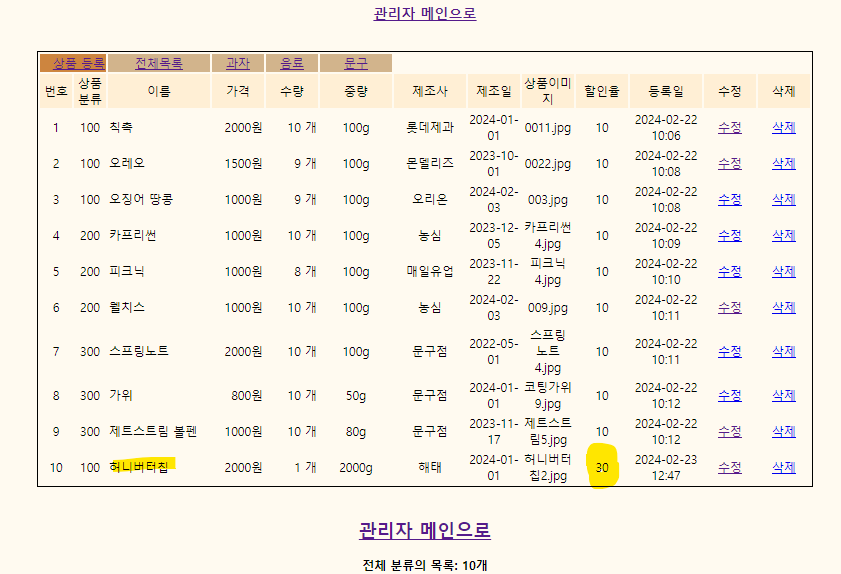 관리자 메인으로
상품 등록 전체목록 과자 음료 문구
번호 상품분류 이름 가격 수량 중량 제조사 제조일 상품이미지 할인율 등록일 수정 삭제
1 100 칙촉 2000원 10 개 100g 롯데제과 2024-01-01 0011.jpg 10 2024-02-22 10:06 수정 삭제
2 100 오레오 1500원 9 개 100g 몬델리즈 2023-10-01 0022.jpg 10 2024-02-22 10:08 수정 삭제
3 100 오징어 땅콩 1000원 9 개 100g 오리온 2024-02-03 003.jpg 10 2024-02-22 10:08 수정 삭제
4 200 카프리썬 1000원 10 개 100g 농심 2023-12-05 카프리썬4.jpg 10 2024-02-22 10:09 수정 삭제
5 200 피크닉 1000원 8 개 100g 매일유업 2023-11-22 피크닉4.jpg 10 2024-02-22 10:10 수정 삭제
6 200 웰치스 1000원 10 개 100g 농심 2024-02-03 009.jpg 10 2024-02-22 10:11 수정 삭제
7 300 스프링노트 2000원 10 개 100g 문구점 2022-05-01 스프링노트4.jpg 10 2024-02-22 10:11 수정 삭제
8 300 가위 800원 10 개 50g 문구점 2024-01-01 코팅가위9.jpg 10 2024-02-22 10:12 수정 삭제
9 300 제트스트림 볼펜 1000원 10 개 80g 문구점 2023-11-17 제트스트림5.jpg 10 2024-02-22 10:12 수정 삭제
10 100 허니버터칩 2000원 1 개 2000g 해태 2024-01-01 허니버터칩2.jpg 30 2024-02-23 12:47 수정 삭제
관리자 메인으로
전체 분류의 목록: 10개